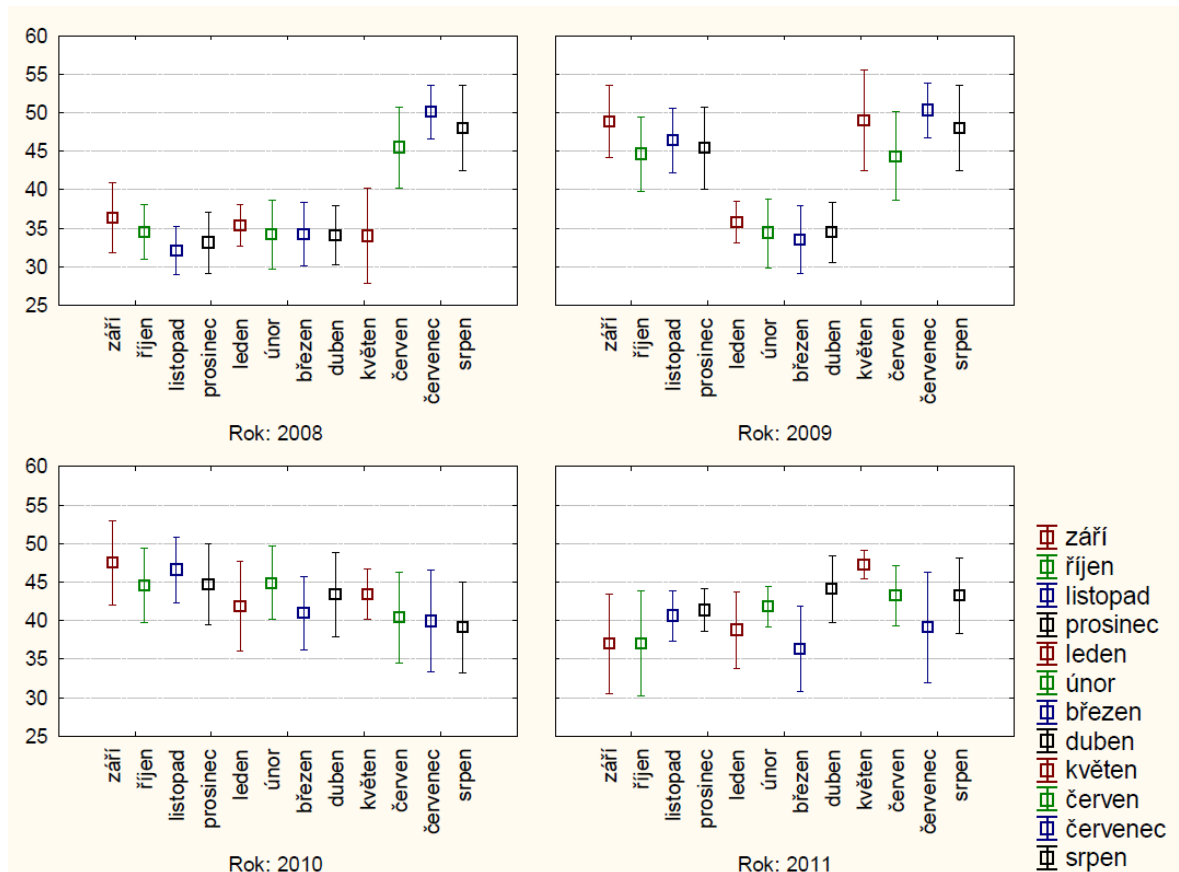 60
55
50
45
40
35
30
25
září
říjen
listopad
prosinec
leden
únor
březen
duben
květen
červen
červenec
srpen
Rok: 2008
září
říjen
listopad
prosinec
leden
únor
březen
duben
květen
červen
červenec
srpen
Rok: 2009
60
55
50
45
40
35
30
25
září
říjen
listopad
prosinec
leden
únor
březen
duben
květen
červen
červenec
srpen
Rok: 2010
září
říjen
listopad
prosinec
leden
únor
březen
duben
květen
červen
červenec
srpen
Rok: 2011
září
říjen
listopad
prosinec
leden
únor
březen
duben
květen
červen
červenec
srpen